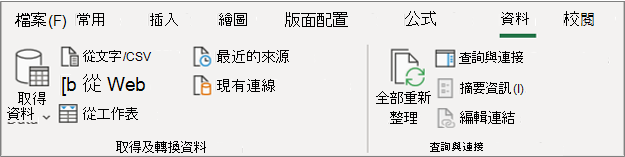 檔案(F) 常用 插入 繪圖 版面配置 公式 資料 校閱
取得
資料
從文字/CSV
[b 從 Web
從工作表
最近的來源
現有連線
取得及轉換資料
全部重新
整理
查詢與連接
摘要資訊(I)
編輯連結
查詢與連接